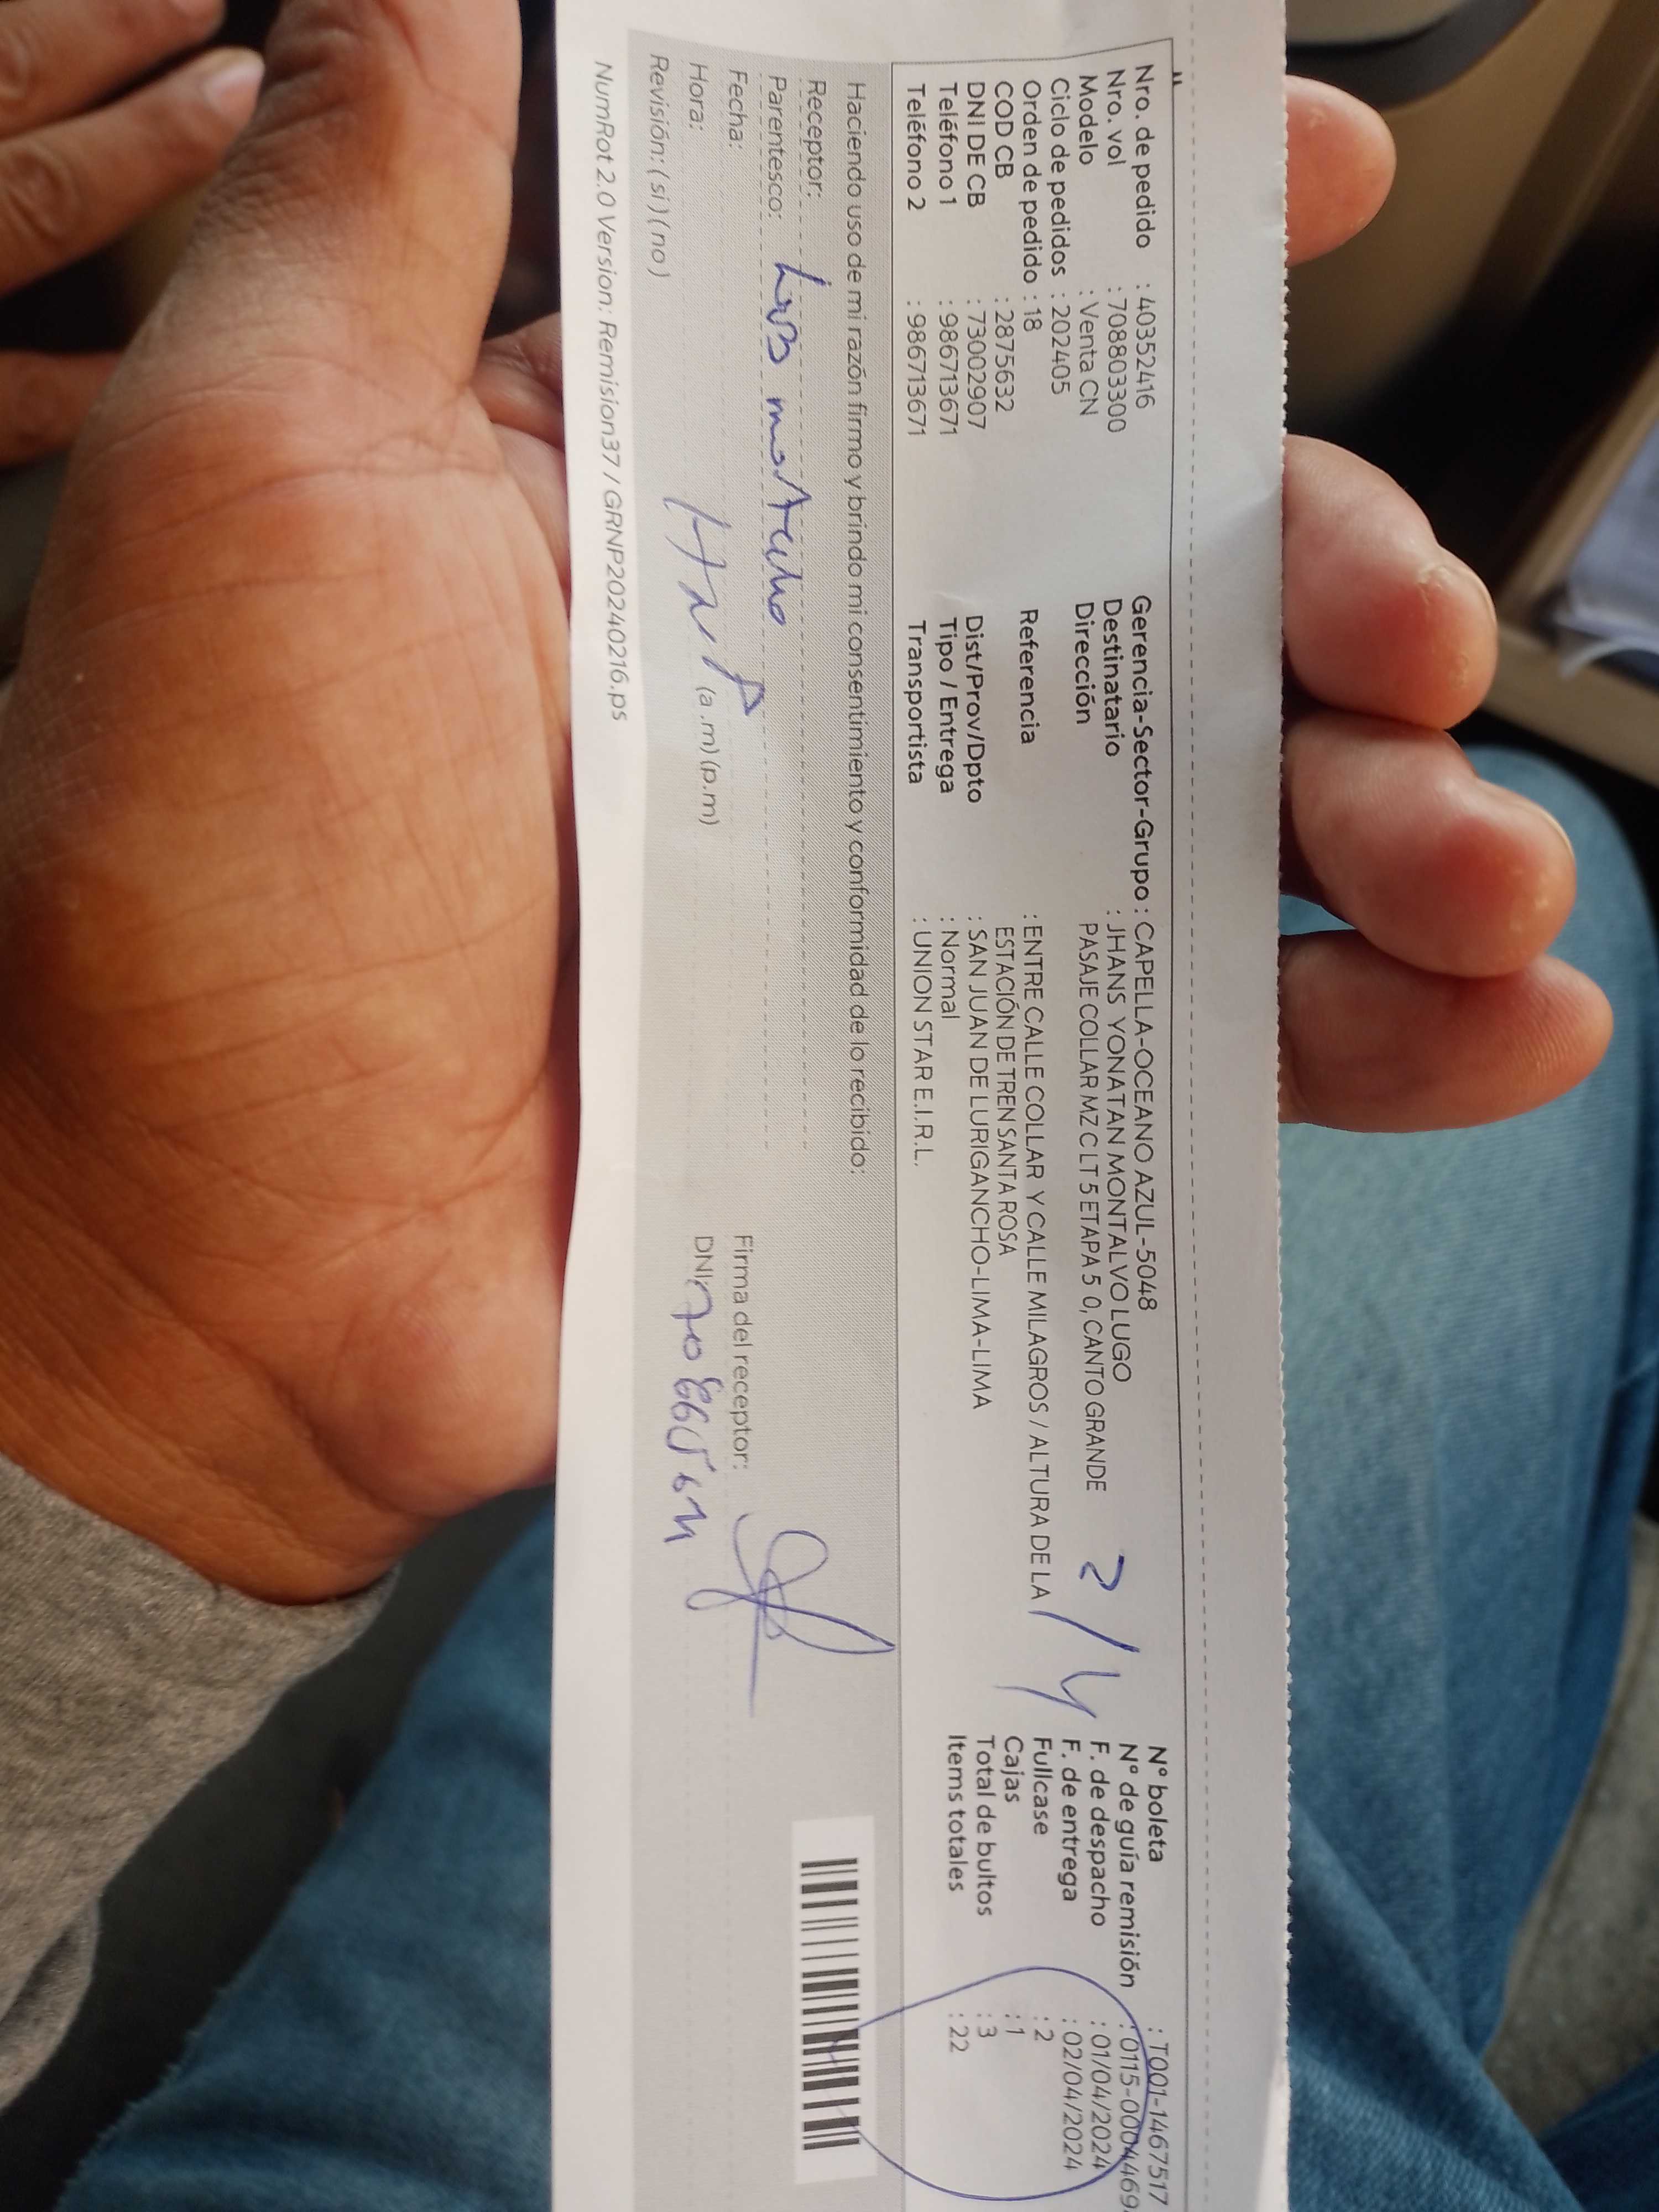 Nro. de pedido : 40352416
Nro. vol : 708803300
Modelo : Venta CN
Ciclo de pedidos : 202405
Orden de pedido : 18
COD CB : 2875632
DNI DE CB : 73002907
Teléfono 1 : 986713671
Teléfono 2 : 986713671
Gerencia-Sector-Grupo : CAPELLA-OCEANO AZUL-5048
Destinatario : JHANS YONATAN MONTALVO LUGO
Dirección PASAJE COLLAR MZ C LT 5 ETAPA 5 0, CANTO GRANDE
Referencia : ENTRE CALLE COLLAR Y CALLE MILAGROS / ALTURA DE LA
ESTACIÓN DE TREN SANTA ROSA
Dist/Prov/Dpto : SAN JUAN DE LURIGANCHO-LIMA-LIMA
Tipo / Entrega : Normal
Transportista : UNION STAR E.I.R.L.
2/4
N° boleta : T001-1467517
N° de guía remisión : 0115-00044469
F. de despacho : 01/04/2024
F. de entrega : 02/04/2024
Fullcase : 2
Cajas : 1
Total de bultos : 3
Items totales : 22
Haciendo uso de mi razón firmo y brindo mi consentimiento y conformidad de lo recibido:
Receptor:
Parentesco:
Fecha:
Hora: (a.m) (p.m)
Revisión: ( si ) ( no )
Firma del receptor:
DNI:
NumRot 2.0 Version: Remision37 / GRNP20240216.ps